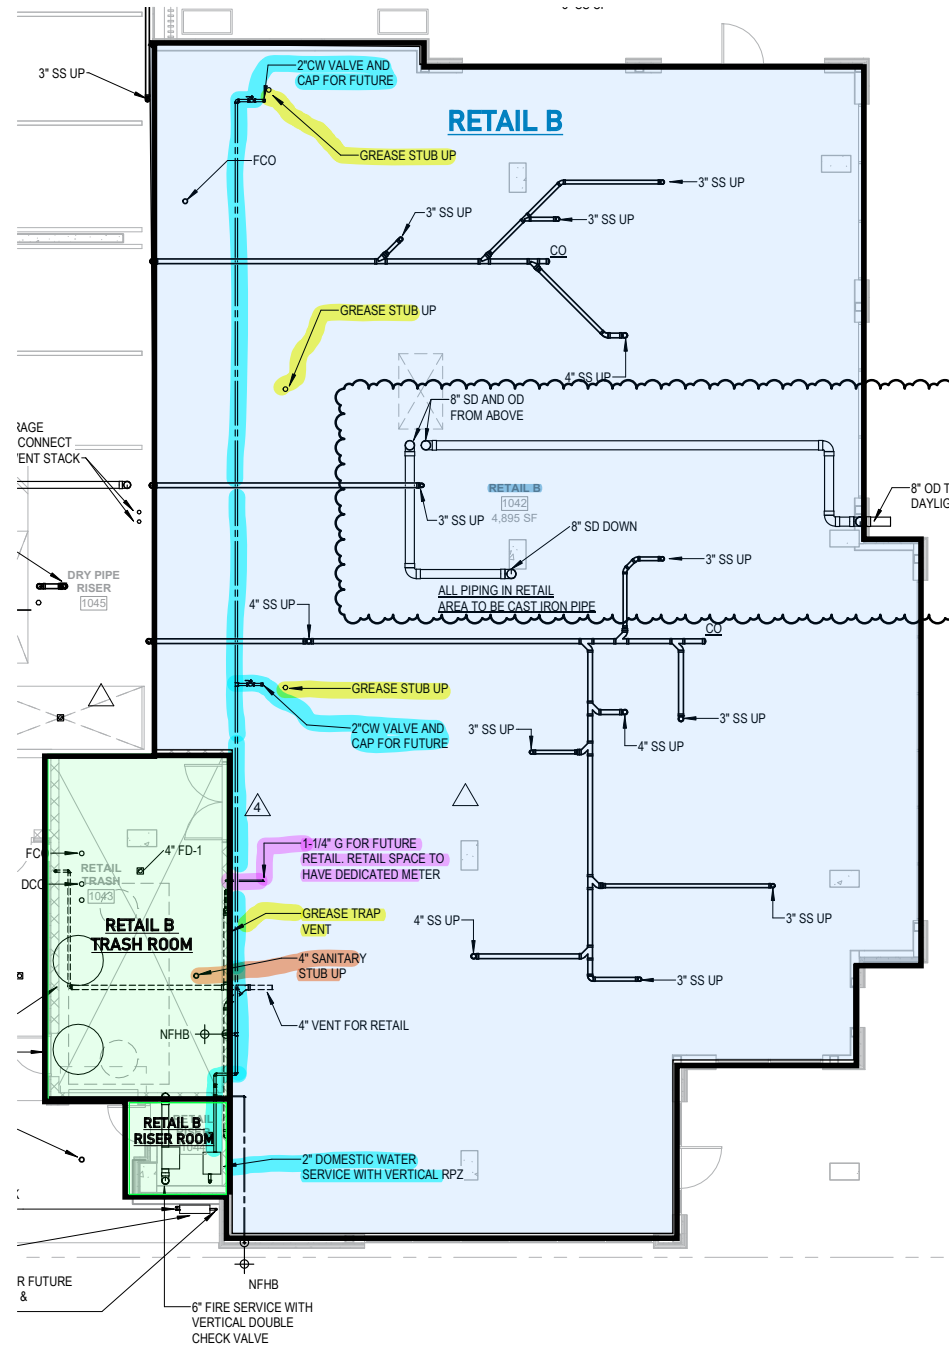 3" SS UP
2"CW VALVE AND
CAP FOR FUTURE
RETAIL B
GREASE STUB UP
FCO
3" SS UP
3" SS UP
3" SS UP
CO
GREASE STUB UP
4" SS UP
8" SD AND OD
FROM ABOVE
CONNECT
VENT STACK
RETAIL B
1042
4,895 SF
3" SS UP
8" SD DOWN
8" OD T
DAYLIG
3" SS UP
DRY PIPE
RISER
1045
ALL PIPING IN RETAIL
AREA TO BE CAST IRON PIPE
4" SS UP
CO
GREASE STUB UP
3" SS UP
2"CW VALVE AND
CAP FOR FUTURE
3" SS UP
4" SS UP
4
1-1/4" G FOR FUTURE
RETAIL. RETAIL SPACE TO
HAVE DEDICATED METER
4" FD-1
FCO
RETAIL
TRASH
1043
DCO
RETAIL B
TRASH ROOM
GREASE TRAP
VENT
4" SS UP
3" SS UP
4" SANITARY
STUB UP
3" SS UP
4" VENT FOR RETAIL
NFHB
RETAIL B
RISER ROOM
2" DOMESTIC WATER
SERVICE WITH VERTICAL RPZ
R FUTURE
&
NFHB
6" FIRE SERVICE WITH
VERTICAL DOUBLE
CHECK VALVE